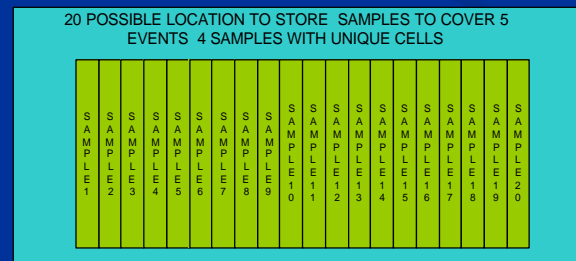 20 POSSIBLE LOCATION TO STORE SAMPLES TO COVER 5
EVENTS 4 SAMPLES WITH UNIQUE CELLS
SAMPLE1
SAMPLE2
SAMPLE3
SAMPLE4
SAMPLE5
SAMPLE6
SAMPLE7
SAMPLE8
SAMPLE9
SAMPLE10
SAMPLE11
SAMPLE12
SAMPLE13
SAMPLE14
SAMPLE15
SAMPLE16
SAMPLE17
SAMPLE18
SAMPLE19
SAMPLE20